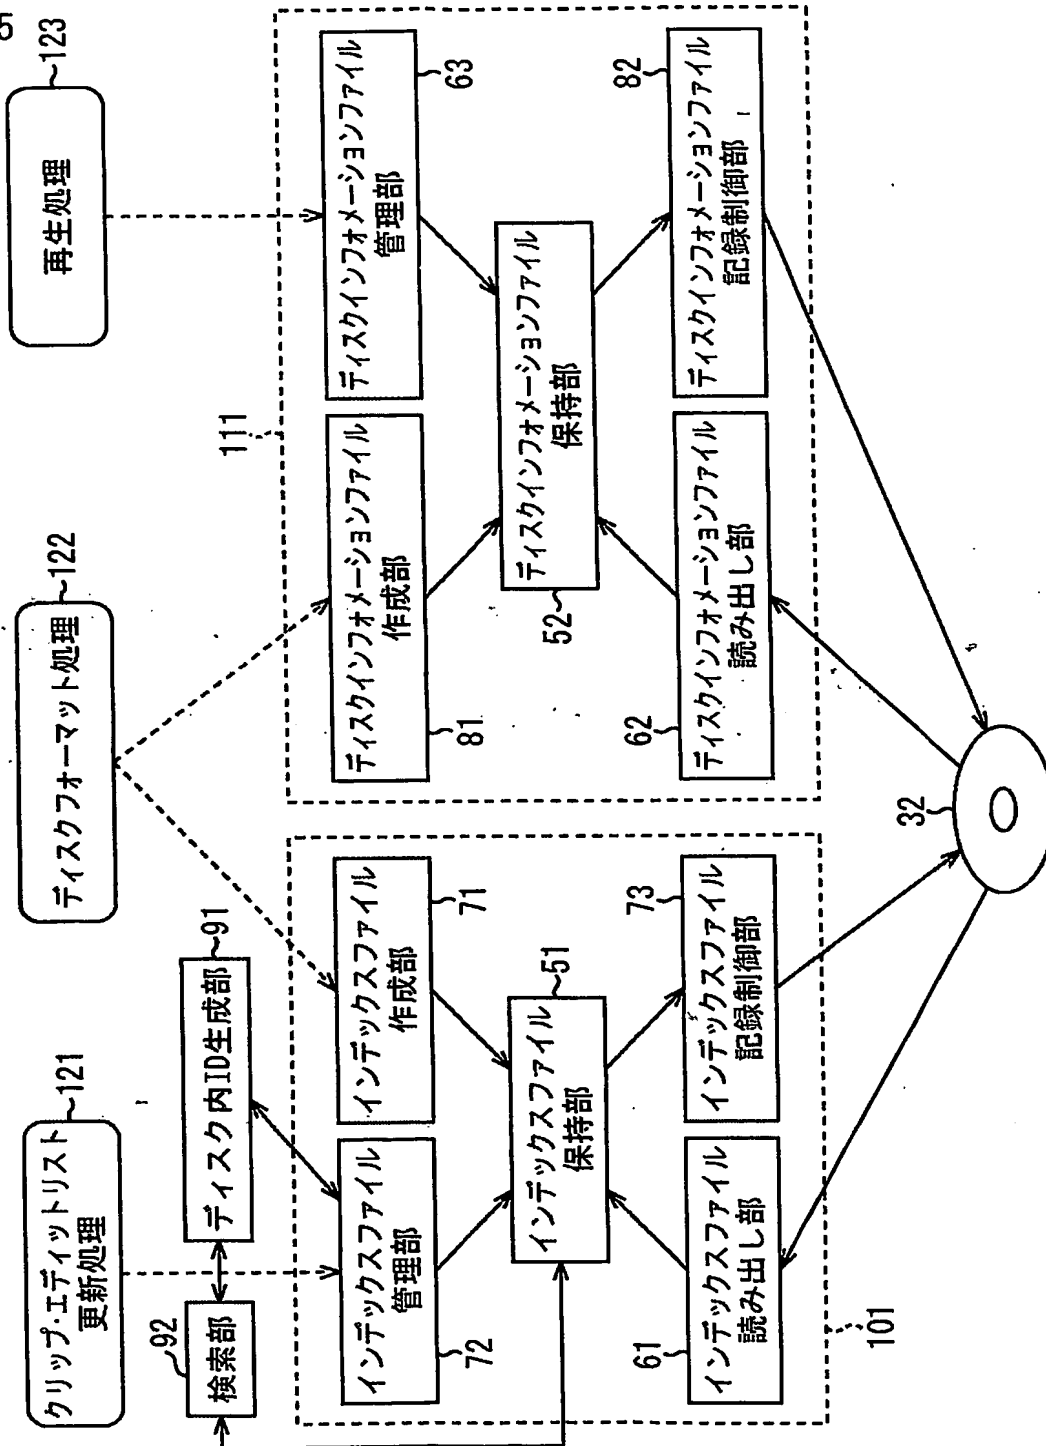 5
クリップ・エディットリスト
更新処理
121
ディスクフォーマット処理
122
再生処理
123
検索部
92
ディスク内ID生成部
91
111
インデックスファイル
管理部
72
インデックスファイル
作成部
71
ディスクインフォメーションファイル
作成部
81
ディスクインフォメーションファイル
管理部
63
インデックスファイル
保持部
51
ディスクインフォメーションファイル
保持部
52
インデックスファイル
読み出し部
61
インデックスファイル
記録制御部
73
ディスクインフォメーションファイル
読み出し部
62
ディスクインフォメーションファイル
記録制御部
82
101
32